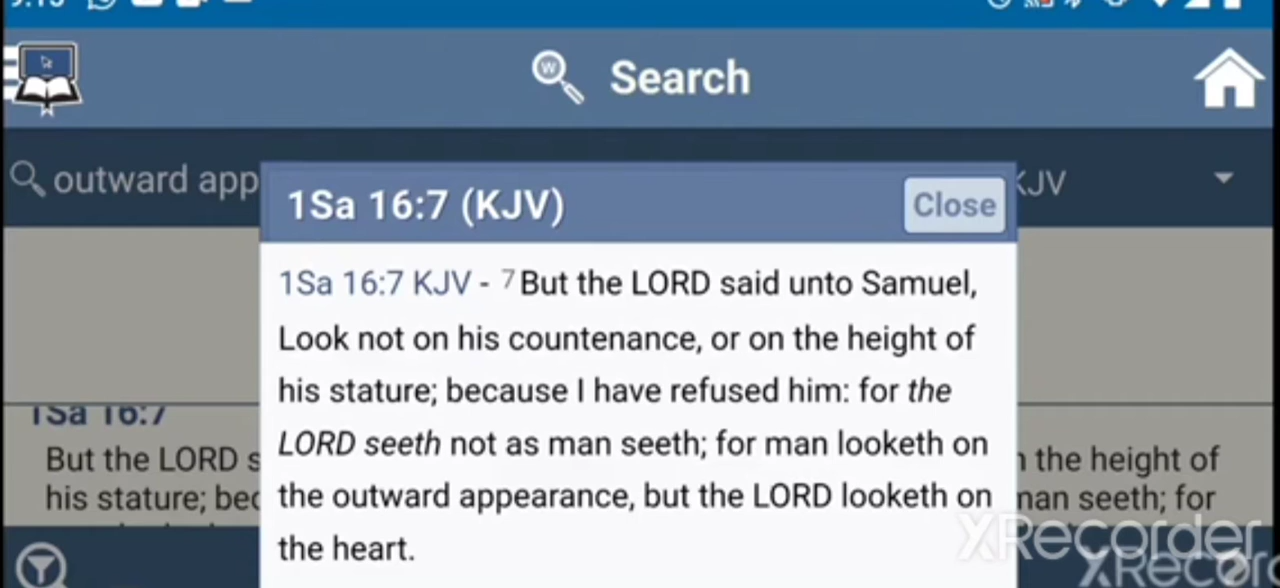 Search
outward app
KJV
1Sa 16:7 (KJV)
Close
1Sa 16:7 KJV - 7 But the LORD said unto Samuel,
Look not on his countenance, or on the height of
his stature; because I have refused him: for the
LORD seeth not as man seeth; for man looketh on
the outward appearance, but the LORD looketh on
the heart.
1Sa 16:7
But the LORD s
the height of
his stature; bec
man seeth; for
XRecorder
XRecor